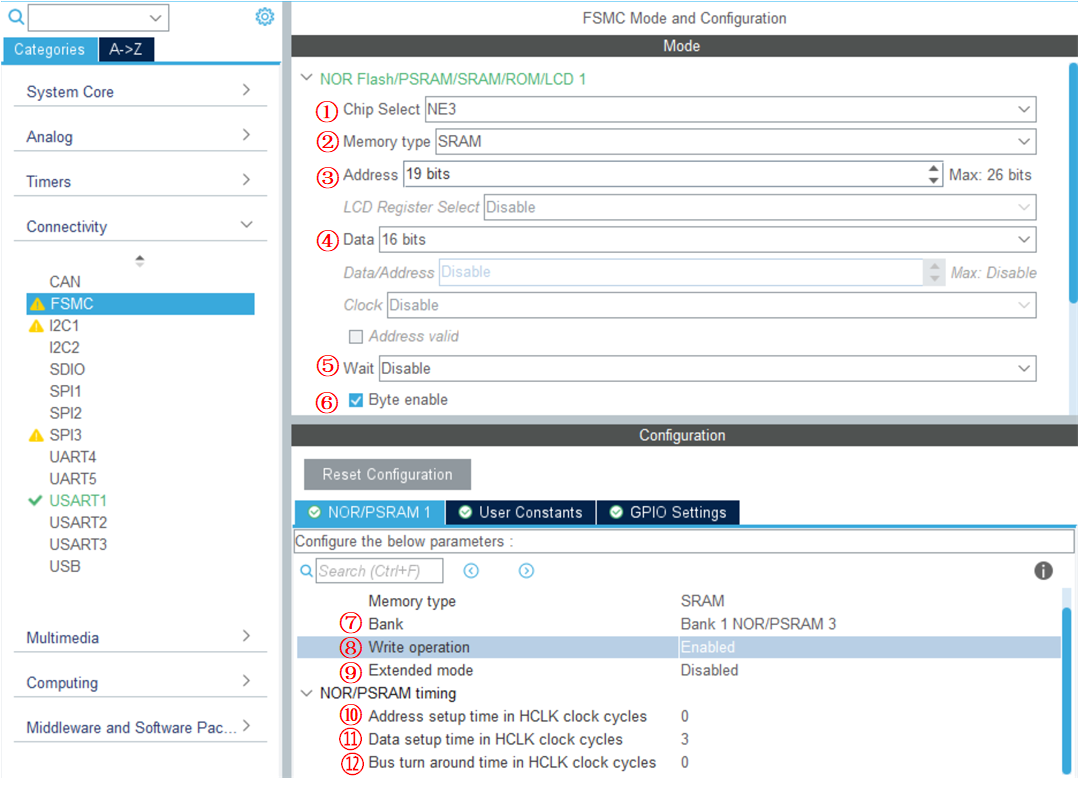 FSMC Mode and Configuration
Categories A->Z
System Core
Analog
Timers
Connectivity
CAN
FSMC
I2C1
I2C2
SDIO
SPI1
SPI2
SPI3
UART4
UART5
USART1
USART2
USART3
USB
Multimedia
Computing
Middleware and Software Pac...
Mode
NOR Flash/PSRAM/SRAM/ROM/LCD 1
① Chip Select NE3
② Memory type SRAM
③ Address 19 bits Max: 26 bits
LCD Register Select Disable
④ Data 16 bits
Data/Address Disable Max: Disable
Clock Disable
Address valid
⑤ Wait Disable
⑥ Byte enable
Configuration
Reset Configuration
NOR/PSRAM 1 User Constants GPIO Settings
Configure the below parameters :
Search (Ctrl+F)
Memory type SRAM
⑦ Bank Bank 1 NOR/PSRAM 3
⑧ Write operation Enabled
⑨ Extended mode Disabled
NOR/PSRAM timing
⑩ Address setup time in HCLK clock cycles 0
⑪ Data setup time in HCLK clock cycles 3
⑫ Bus turn around time in HCLK clock cycles 0